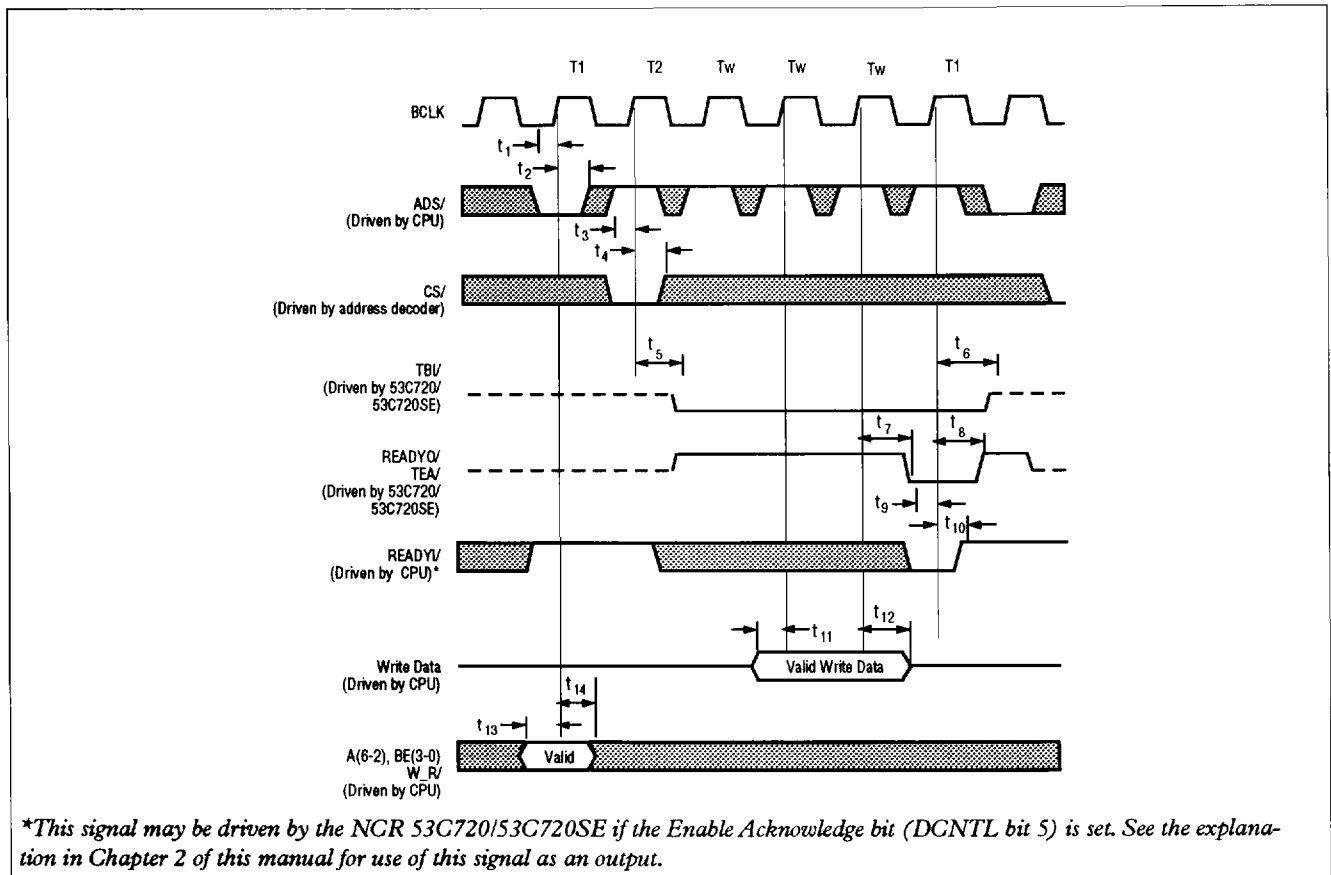 T1 T2 Tw Tw Tw T1
BCLK
t1
t2
ADS/
(Driven by CPU)
t3
t4
CS/
(Driven by address decoder)
t5 t6
TBI/
(Driven by 53C720/
53C720SE)
t7 t8
READYO/
TEA/
(Driven by 53C720/
53C720SE)
t9
t10
READYI/
(Driven by CPU)*
t12
t11
Write Data
(Driven by CPU)
Valid Write Data
t14
t13
A(6-2), BE(3-0)
W_R/
(Driven by CPU)
Valid
*This signal may be driven by the NCR 53C720/53C720SE if the Enable Acknowledge bit (DCNTL bit 5) is set. See the explana-
tion in Chapter 2 of this manual for use of this signal as an output.